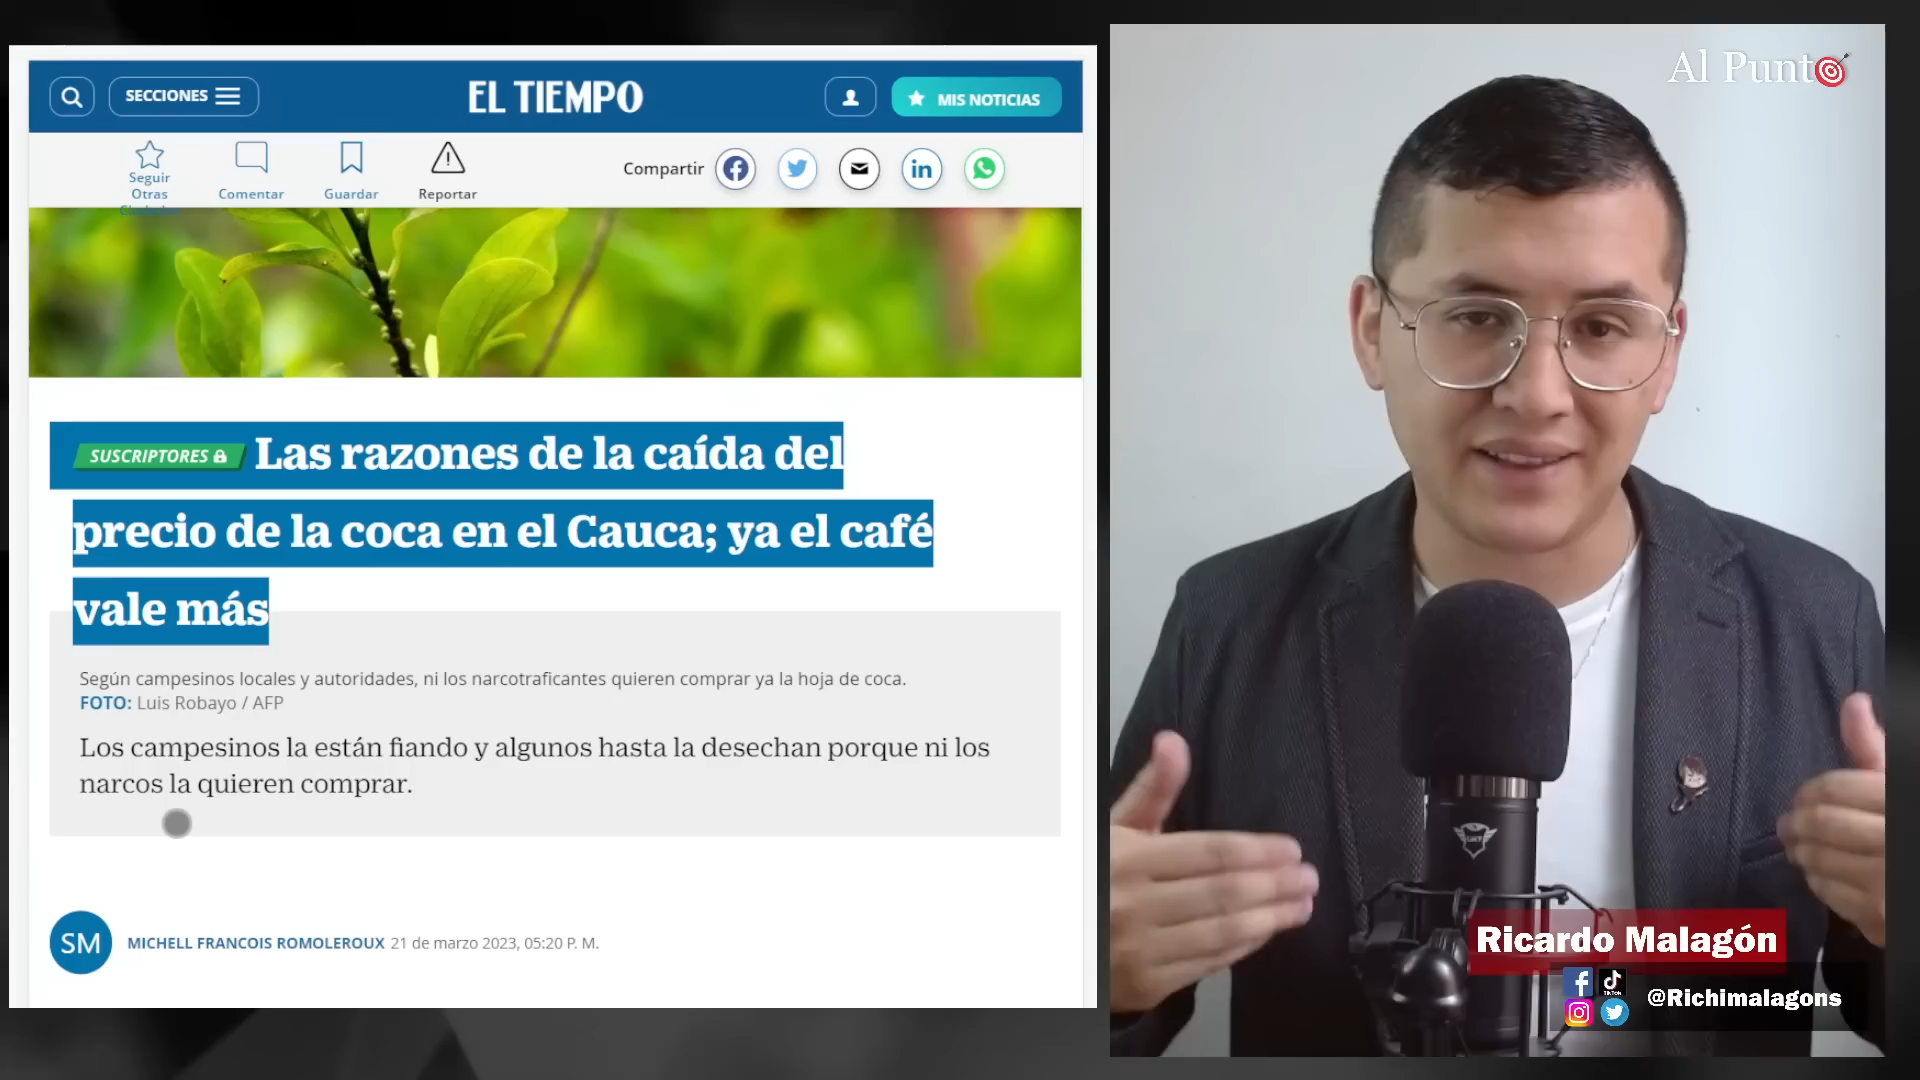 SECCIONES
EL TIEMPO
MIS NOTICIAS
Seguir
Otras
Ciudades
Comentar
Guardar
Reportar
Compartir
SUSCRIPTORES Las razones de la caída del
precio de la coca en el Cauca; ya el café
vale más
Según campesinos locales y autoridades, ni los narcotraficantes quieren comprar ya la hoja de coca.
FOTO: Luis Robayo / AFP
Los campesinos la están fiando y algunos hasta la desechan porque ni los
narcos la quieren comprar.
SM
MICHELL FRANCOIS ROMOLEROUX 21 de marzo 2023, 05:20 P. M.
Al Punto
Ricardo Malagón
@Richimalagons